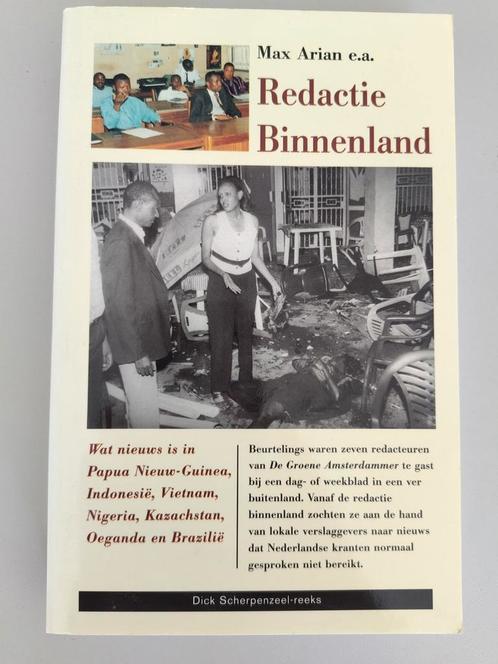 Max Arian e.a.
Redactie
Binnenland
Wat nieuws is in
Papua Nieuw-Guinea,
Indonesië, Vietnam,
Nigeria, Kazachstan,
Oeganda en Brazilië
Beurtelings waren zeven redacteuren
van De Groene Amsterdammer te gast
bij een dag- of weekblad in een ver
buitenland. Vanaf de redactie
binnenland zochten ze aan de hand
van lokale verslaggevers naar nieuws
dat Nederlandse kranten normaal
gesproken niet bereikt.
Dick Scherpenzeel-reeks